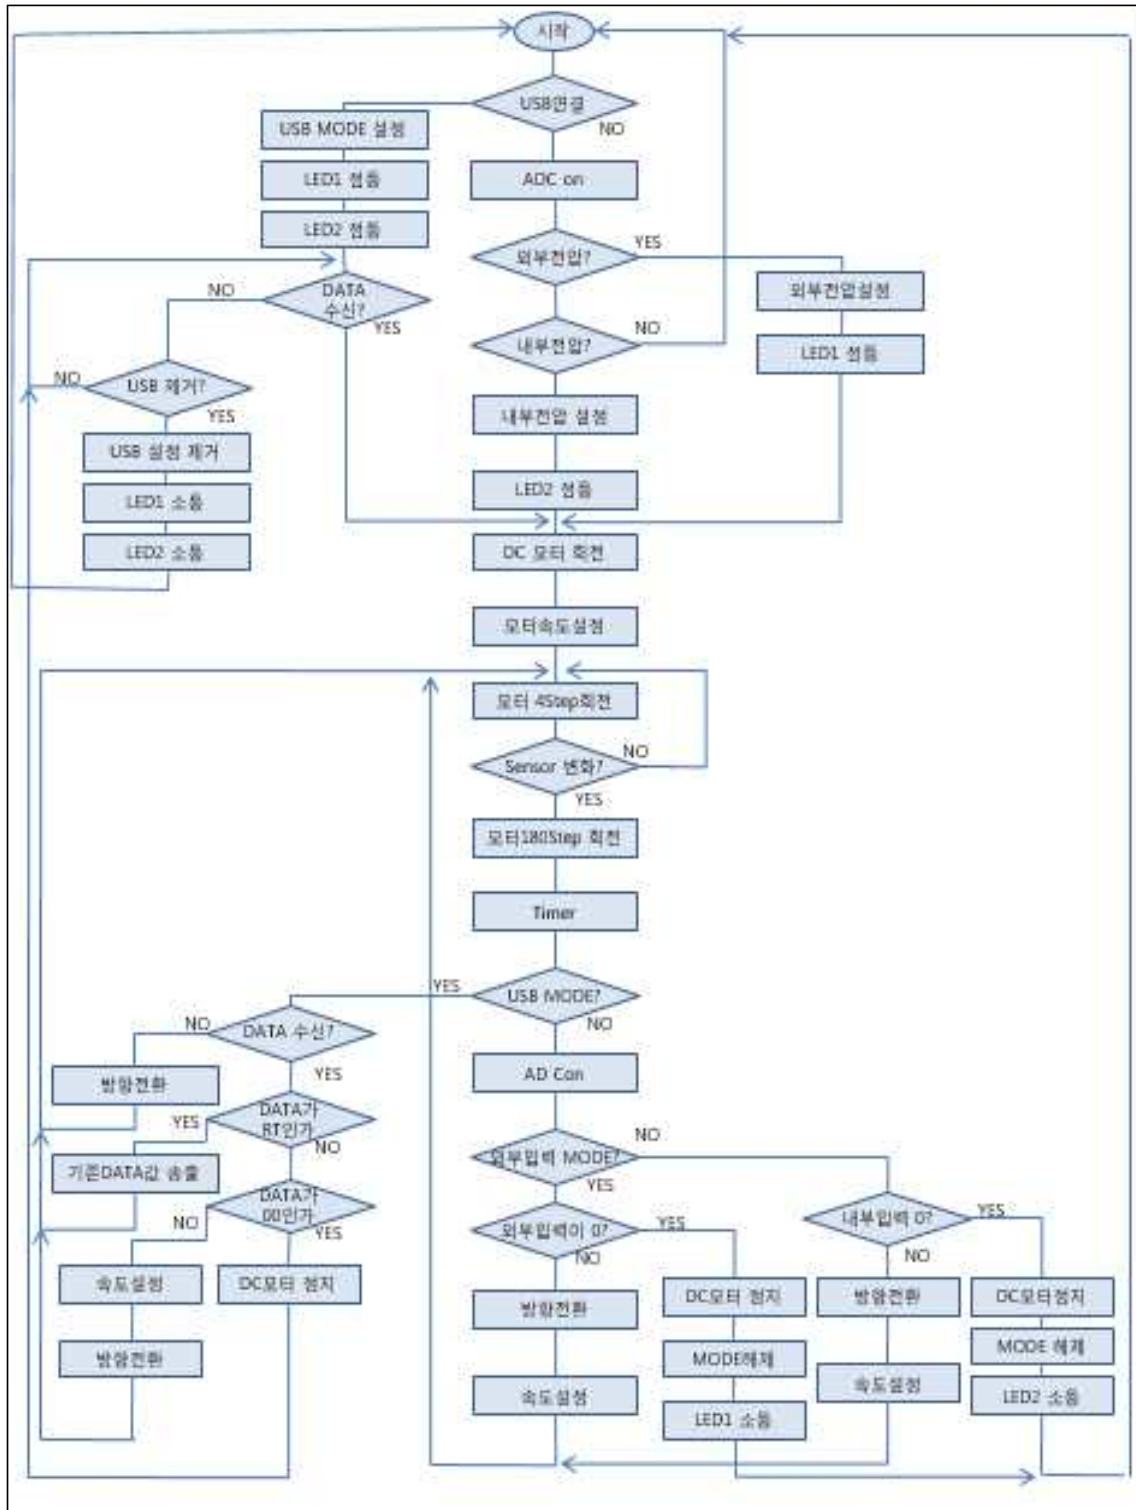 시작
USB연결
NO
USB MODE 설정
LED1 점등
LED2 점등
ADC on
외부전압?
YES
외부전압설정
LED1 점등
DATA
수신?
NO
YES
내부전압?
NO
USB 제거?
NO
YES
내부전압 설정
USB 설정 제거
LED1 소등
LED2 소등
LED2 점등
DC 모터 회전
모터속도설정
모터 4Step회전
Sensor 변화?
NO
YES
모터180Step 회전
Timer
USB MODE?
YES
NO
DATA 수신?
NO
YES
방향전환
AD Con
DATA가
RT인가
YES
NO
기존DATA값 송출
외부입력 MODE?
NO
YES
DATA가
00인가
NO
YES
외부입력이 0?
YES
NO
내부입력 0?
YES
NO
속도설정
DC모터 정지
방향전환
방향전환
속도설정
DC모터 정지
MODE해제
LED1 소등
방향전환
속도설정
DC모터정지
MODE 해제
LED2 소등